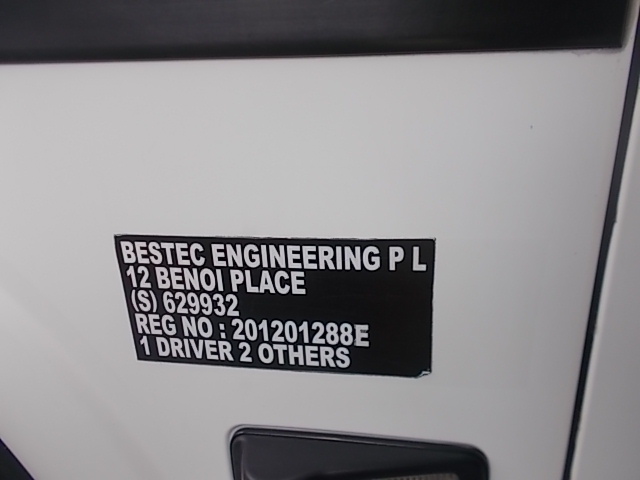 BESTEC ENGINEERING P L
12 BENOI PLACE
(S) 629932
REG NO : 201201288E
1 DRIVER 2 OTHERS